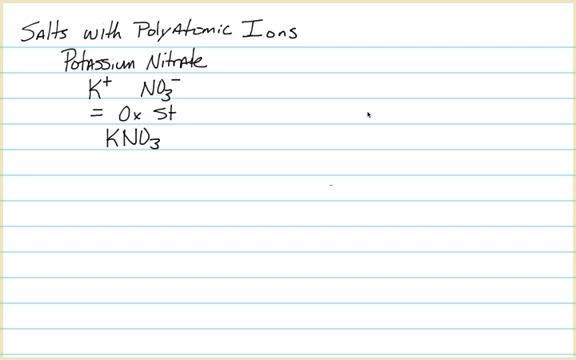 Salts with Polyatomic Ions
Potassium Nitrate
K⁺ NO₃⁻
= Ox St
KNO₃